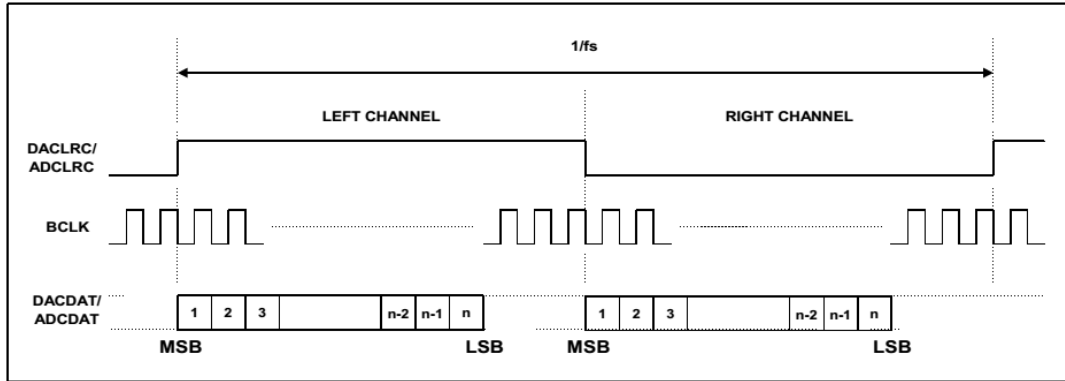 1/fs
LEFT CHANNEL RIGHT CHANNEL
DACLRC/
ADCLRC
BCLK
DACDAT/
ADCDAT
1 2 3 n-2 n-1 n 1 2 3 n-2 n-1 n
MSB LSB MSB LSB